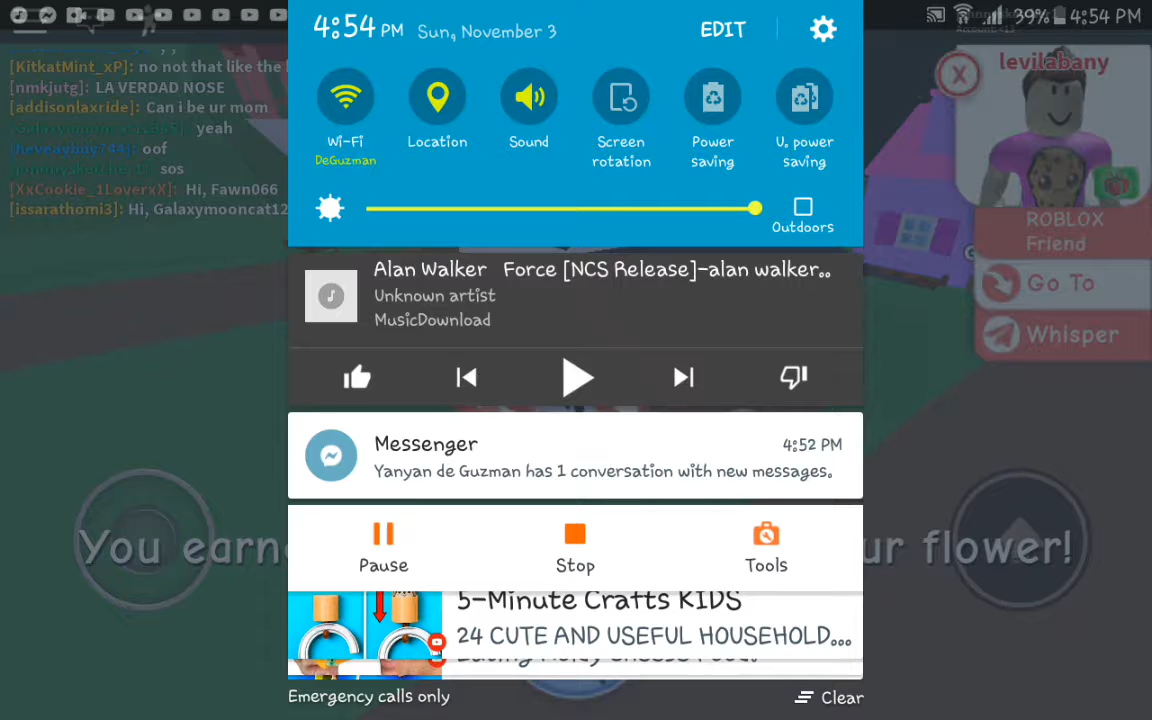 39% 4:54 PM
4:54 PM Sun, November 3 EDIT
Wi-Fi
DeGuzman
Location
Sound
Screen
rotation
Power
saving
U. power
saving
Outdoors
[KitkatMint_xP]: no not that like the
[nmkjutg]: LA VERDAD NOSE
[addisonlaxride]: Can i be ur mom
yeah
oof
sos
[XxCookie_1LoverxX]: Hi, Fawn066
[issarathomi3]: Hi, Galaxymooncat12
levilabany
ROBLOX
Friend
Go To
Whisper
Alan Walker Force [NCS Release]-alan walker..
Unknown artist
MusicDownload
Messenger 4:52 PM
Yanyan de Guzman has 1 conversation with new messages.
You earn ur flower!
Pause
Stop
Tools
5-Minute Crafts KIDS
24 CUTE AND USEFUL HOUSEHOLD...
Emergency calls only
Clear